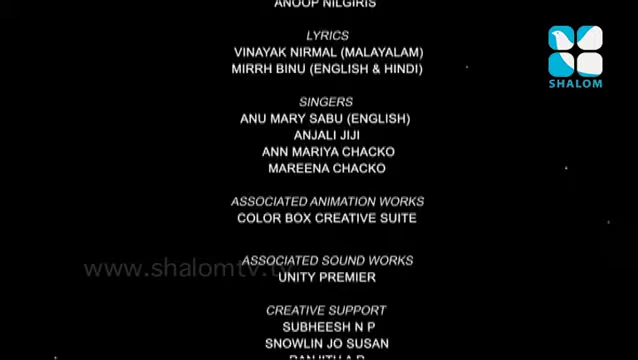 ANOOP NILGIRIS
LYRICS
VINAYAK NIRMAL (MALAYALAM)
MIRRH BINU (ENGLISH & HINDI)
SHALOM
SINGERS
ANU MARY SABU (ENGLISH)
ANJALI JIJI
ANN MARIYA CHACKO
MAREENA CHACKO
ASSOCIATED ANIMATION WORKS
COLOR BOX CREATIVE SUITE
ASSOCIATED SOUND WORKS
www.shalomtv.tv
UNITY PREMIER
CREATIVE SUPPORT
SUBHEESH N P
SNOWLIN JO SUSAN
RANJITH A R